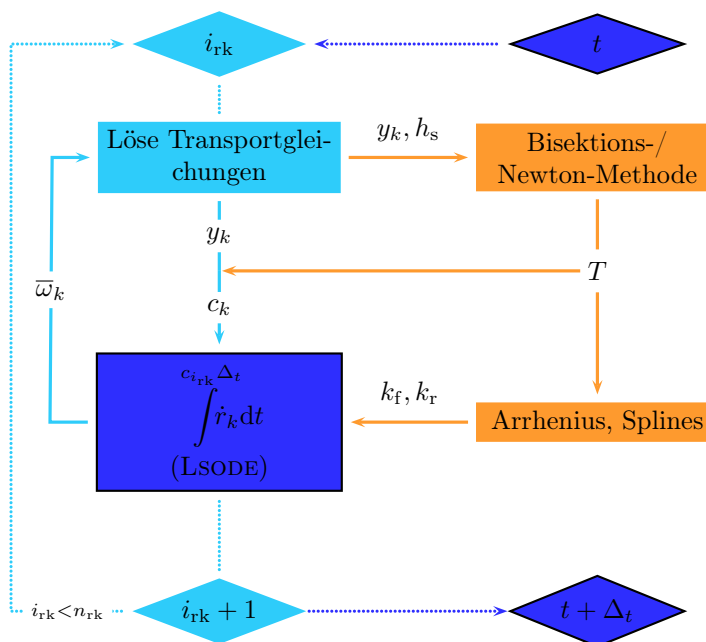 i_rk
t
Löse Transportglei-
chungen
y_k, h_s
Bisektions-/
Newton-Methode
y_k
T
ω̅_k
c_k
c_{i_rk} Δ_t
∫ ṙ_k dt
(LSODE)
k_f, k_r
Arrhenius, Splines
i_rk < n_rk
i_rk + 1
t + Δ_t